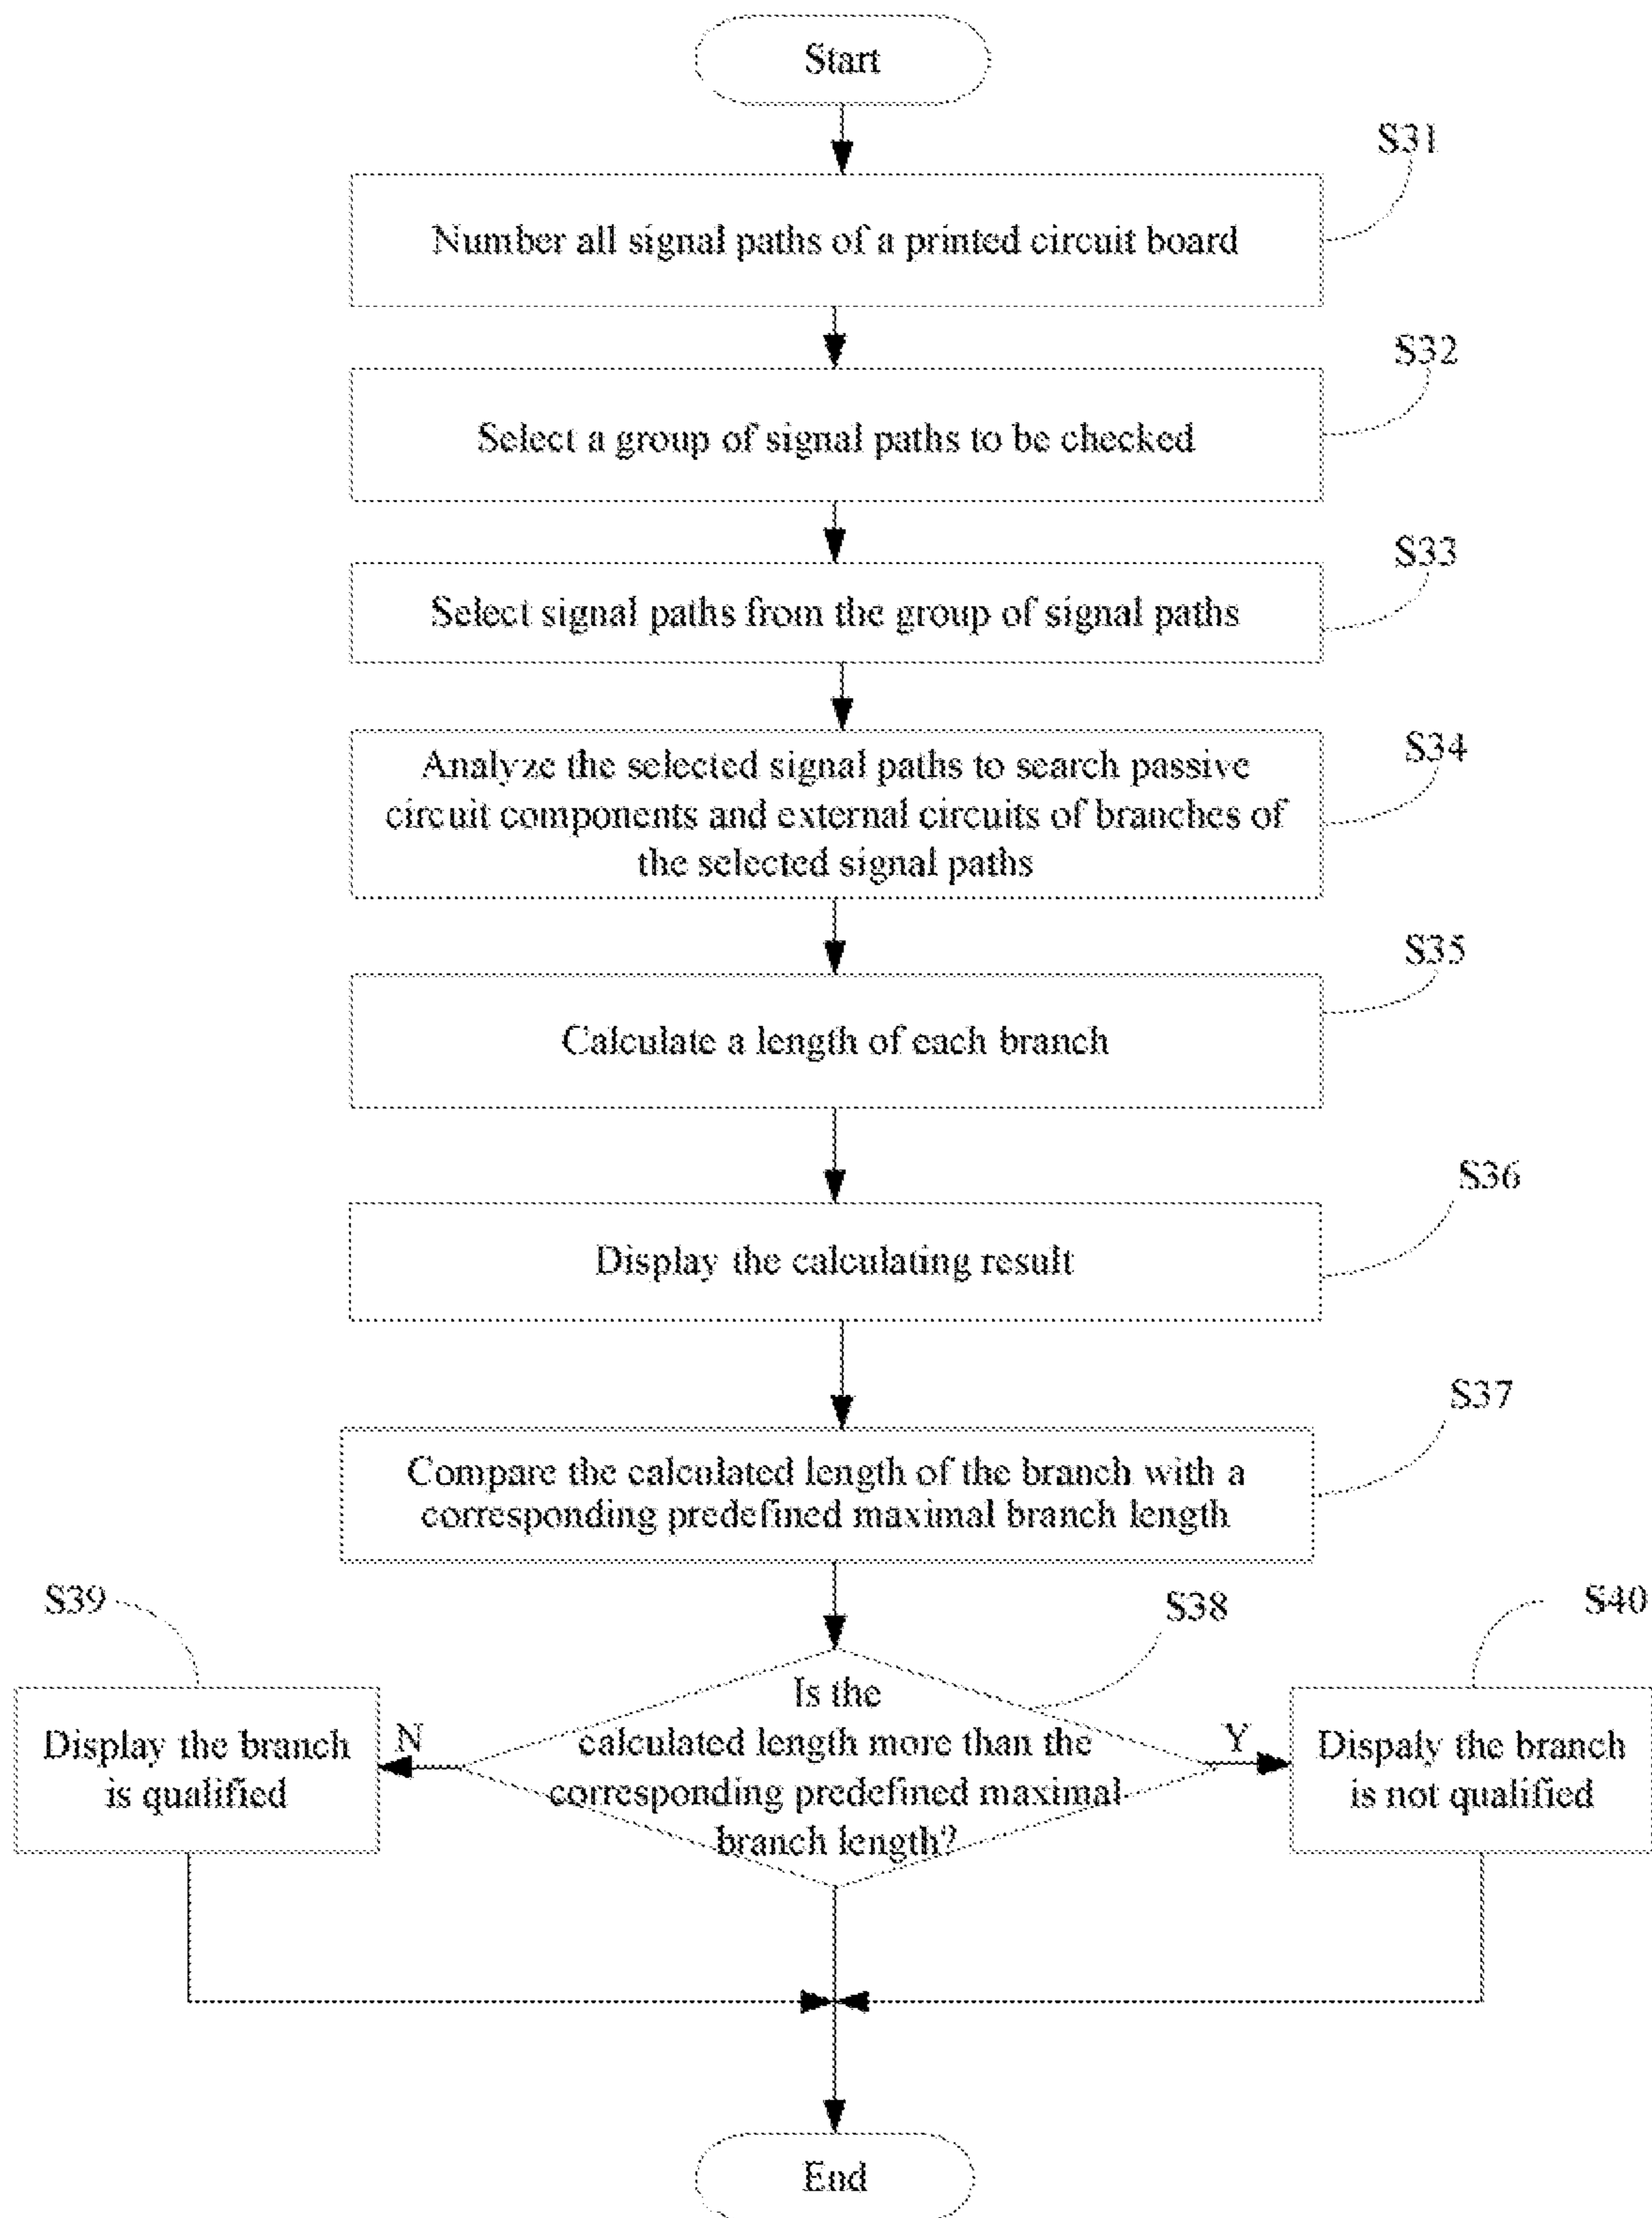 Start
S31
Number all signal paths of a printed circuit board
S32
Select a group of signal paths to be checked
S33
Select signal paths from the group of signal paths
S34
Analyze the selected signal paths to search passive
circuit components and external circuits of branches of
the selected signal paths
S35
Calculate a length of each branch
S36
Display the calculating result
S37
Compare the calculated length of the branch with a
corresponding predefined maximal branch length
S39
S38
S40
Display the branch
is qualified
N
Is the
calculated length more than the
corresponding predefined maximal
branch length?
Y
Dispaly the branch
is not qualified
End